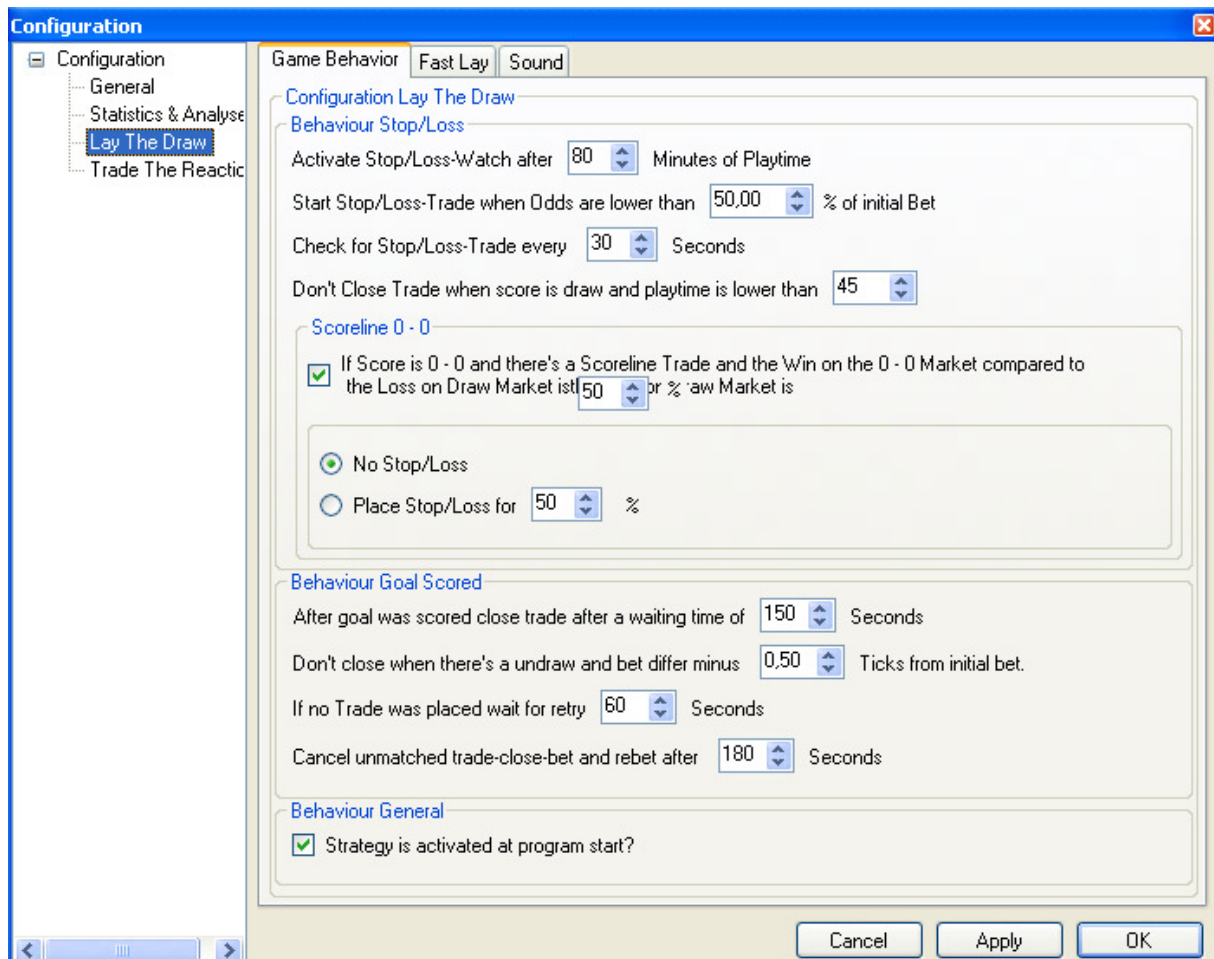 Configuration
Configuration
General
Statistics & Analyse
Lay The Draw
Trade The Reactic
Game Behavior Fast Lay Sound
Configuration Lay The Draw
Behaviour Stop/Loss
Activate Stop/Loss-Watch after 80 Minutes of Playtime
Start Stop/Loss-Trade when Odds are lower than 50,00 % of initial Bet
Check for Stop/Loss-Trade every 30 Seconds
Don't Close Trade when score is draw and playtime is lower than 45
Scoreline 0 - 0
If Score is 0 - 0 and there's a Scoreline Trade and the Win on the 0 - 0 Market compared to
the Loss on Draw Market 50 % Market is
No Stop/Loss
Place Stop/Loss for 50 %
Behaviour Goal Scored
After goal was scored close trade after a waiting time of 150 Seconds
Don't close when there's a undraw and bet differ minus 0,50 Ticks from initial bet.
If no Trade was placed wait for retry 60 Seconds
Cancel unmatched trade-close-bet and rebet after 180 Seconds
Behaviour General
Strategy is activated at program start?
Cancel Apply OK